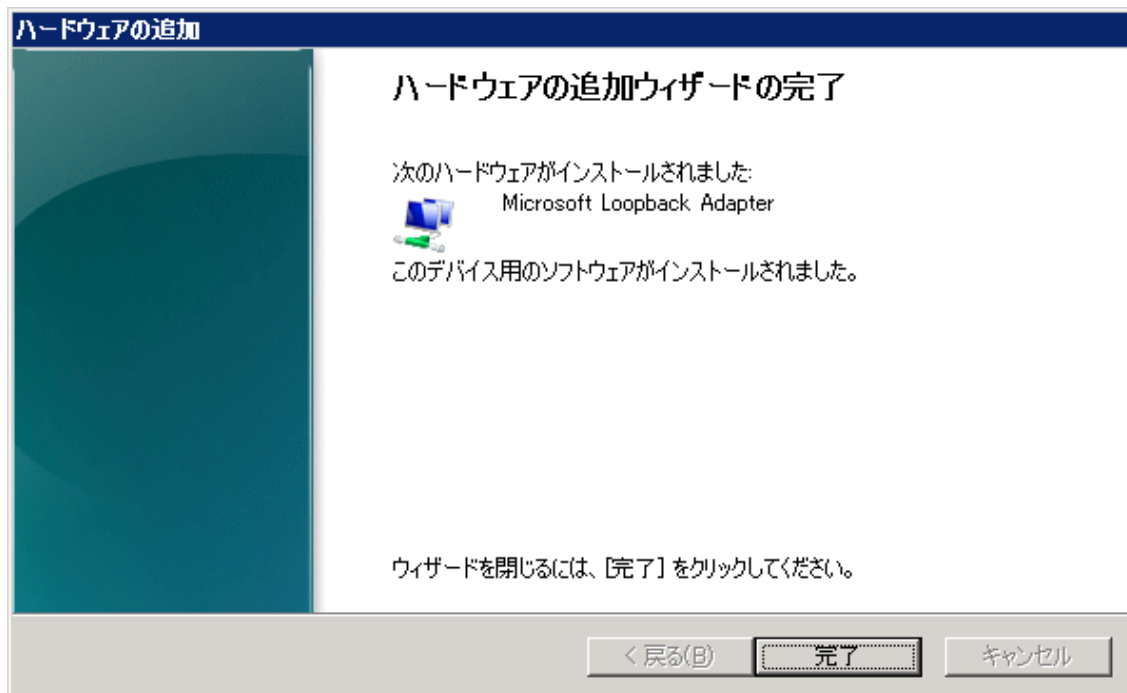 ハードウェアの追加
ハードウェアの追加ウィザードの完了
次のハードウェアがインストールされました:
Microsoft Loopback Adapter
このデバイス用のソフトウェアがインストールされました。
ウィザードを閉じるには、[完了] をクリックしてください。
< 戻る(B) 完了 キャンセル